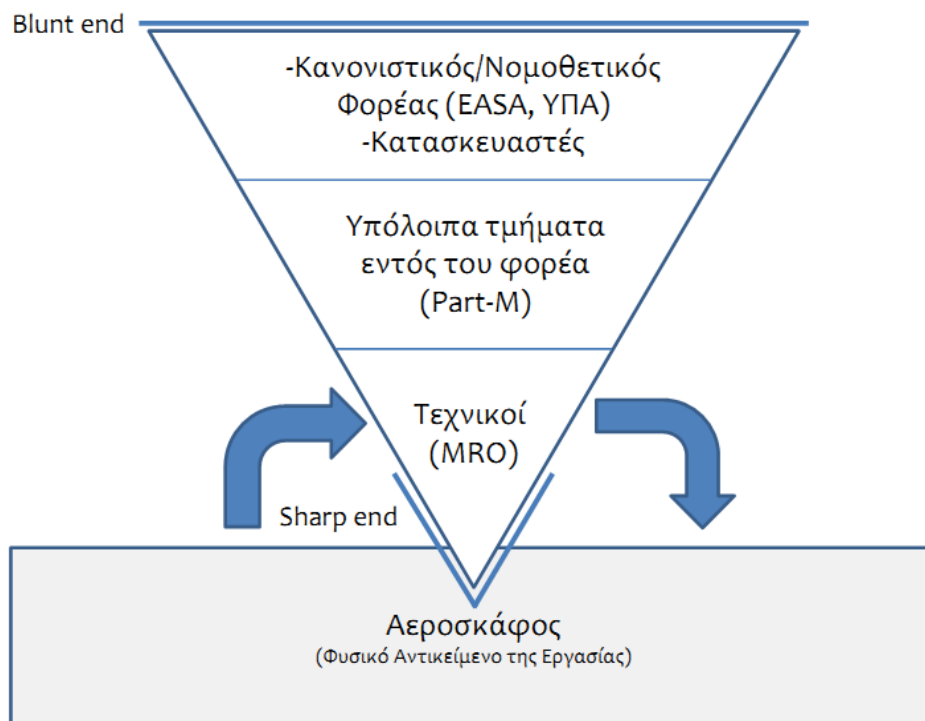 Blunt end
-Κανονιστικός/Νομοθετικός
Φορέας (EASA, ΥΠΑ)
-Κατασκευαστές
Υπόλοιπα τμήματα
εντός του φορέα
(Part-M)
Τεχνικοί
(MRO)
Sharp end
Αεροσκάφος
(Φυσικό Αντικείμενο της Εργασίας)